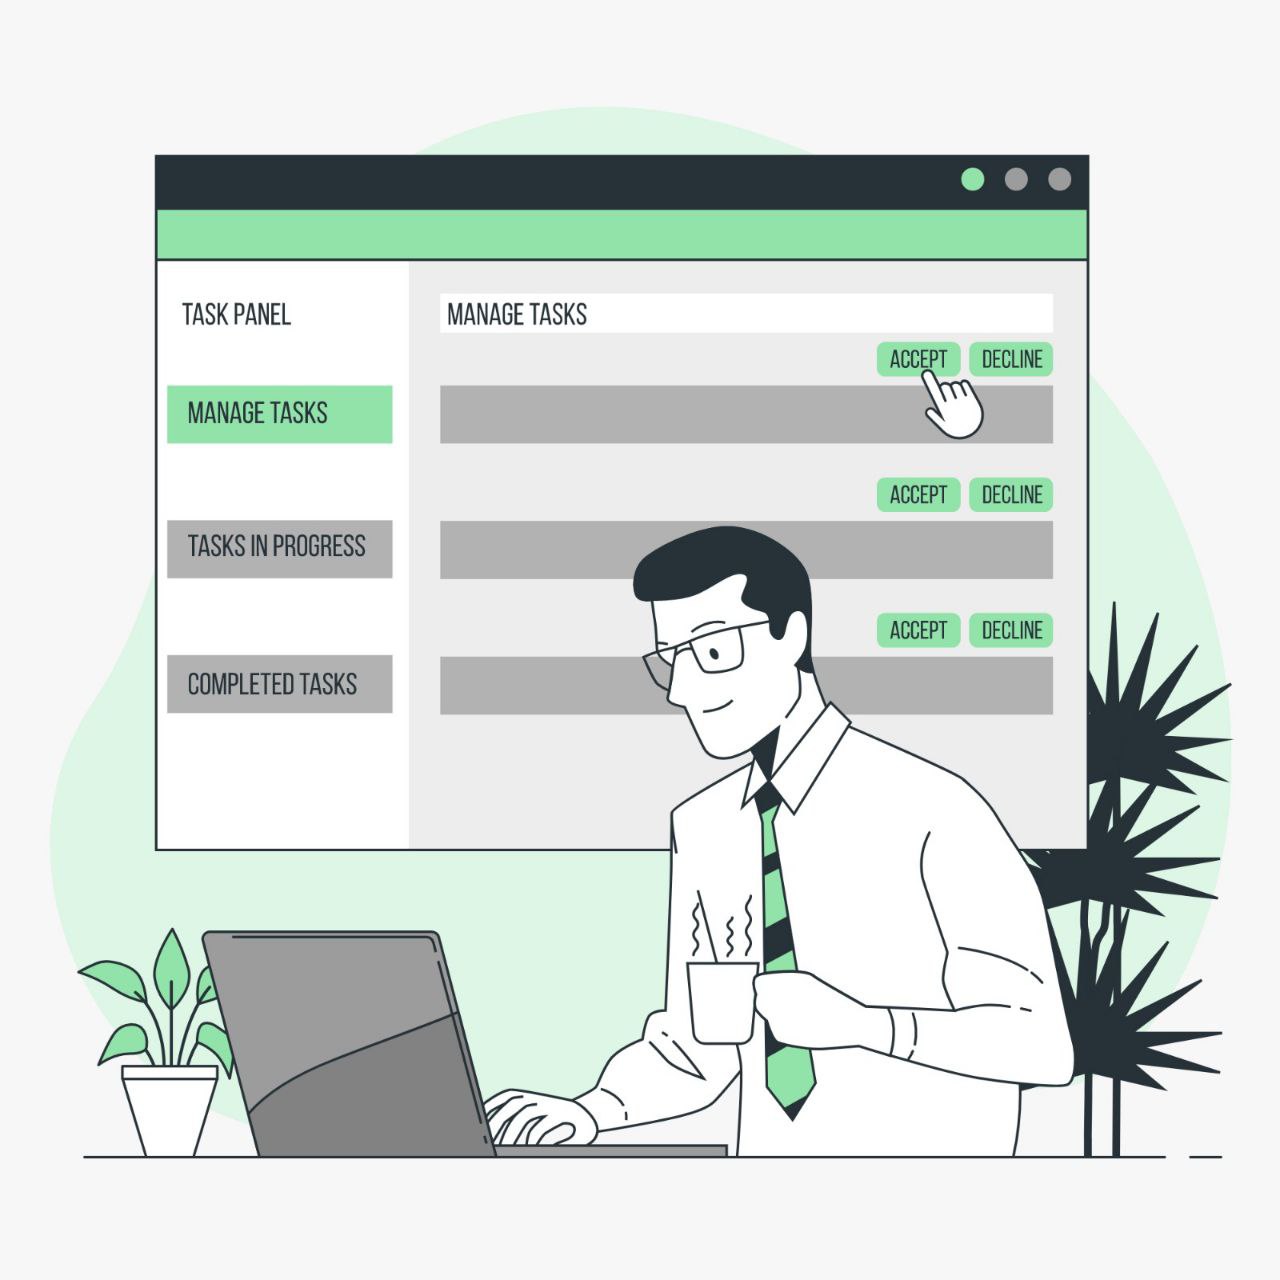 TASK PANEL
MANAGE TASKS
TASKS IN PROGRESS
COMPLETED TASKS
MANAGE TASKS
ACCEPT DECLINE
ACCEPT DECLINE
ACCEPT DECLINE